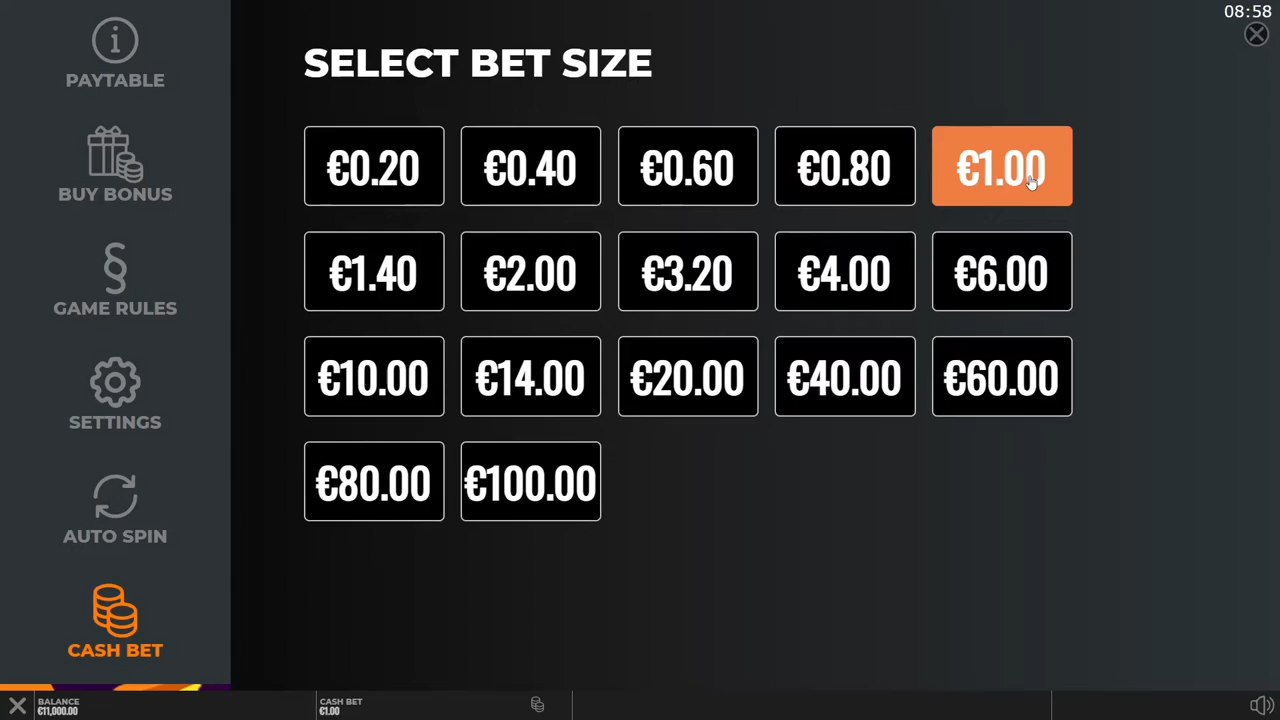 08:58
SELECT BET SIZE
PAYTABLE
BUY BONUS
GAME RULES
SETTINGS
AUTO SPIN
CASH BET
€0.20 €0.40 €0.60 €0.80 €1.00
€1.40 €2.00 €3.20 €4.00 €6.00
€10.00 €14.00 €20.00 €40.00 €60.00
€80.00 €100.00
BALANCE
€11,000.00
CASH BET
€1.00